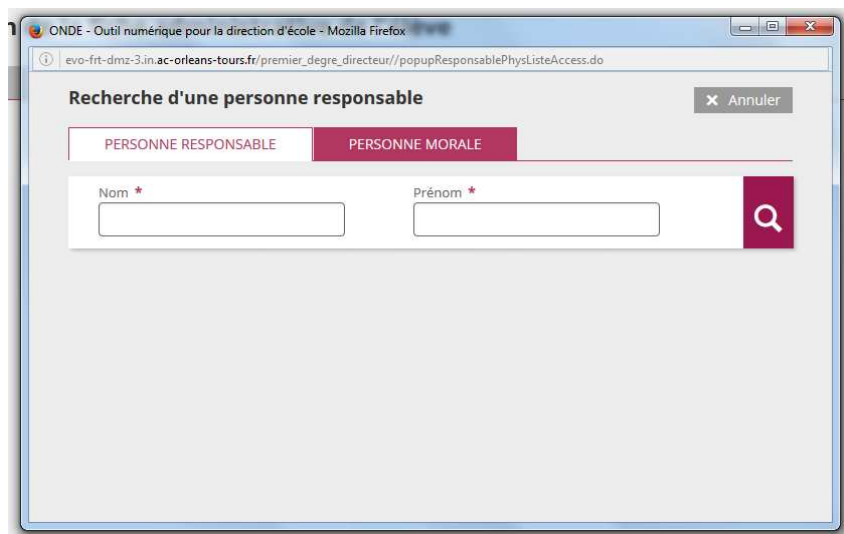 ONDE - Outil numérique pour la direction d'école - Mozilla Firefox
evo-frt-dmz-3.in.ac-orleans-tours.fr/premier_degre_directeur//popupResponsablePhysListeAccess.do
Recherche d'une personne responsable
× Annuler
PERSONNE RESPONSABLE PERSONNE MORALE
Nom * Prénom *